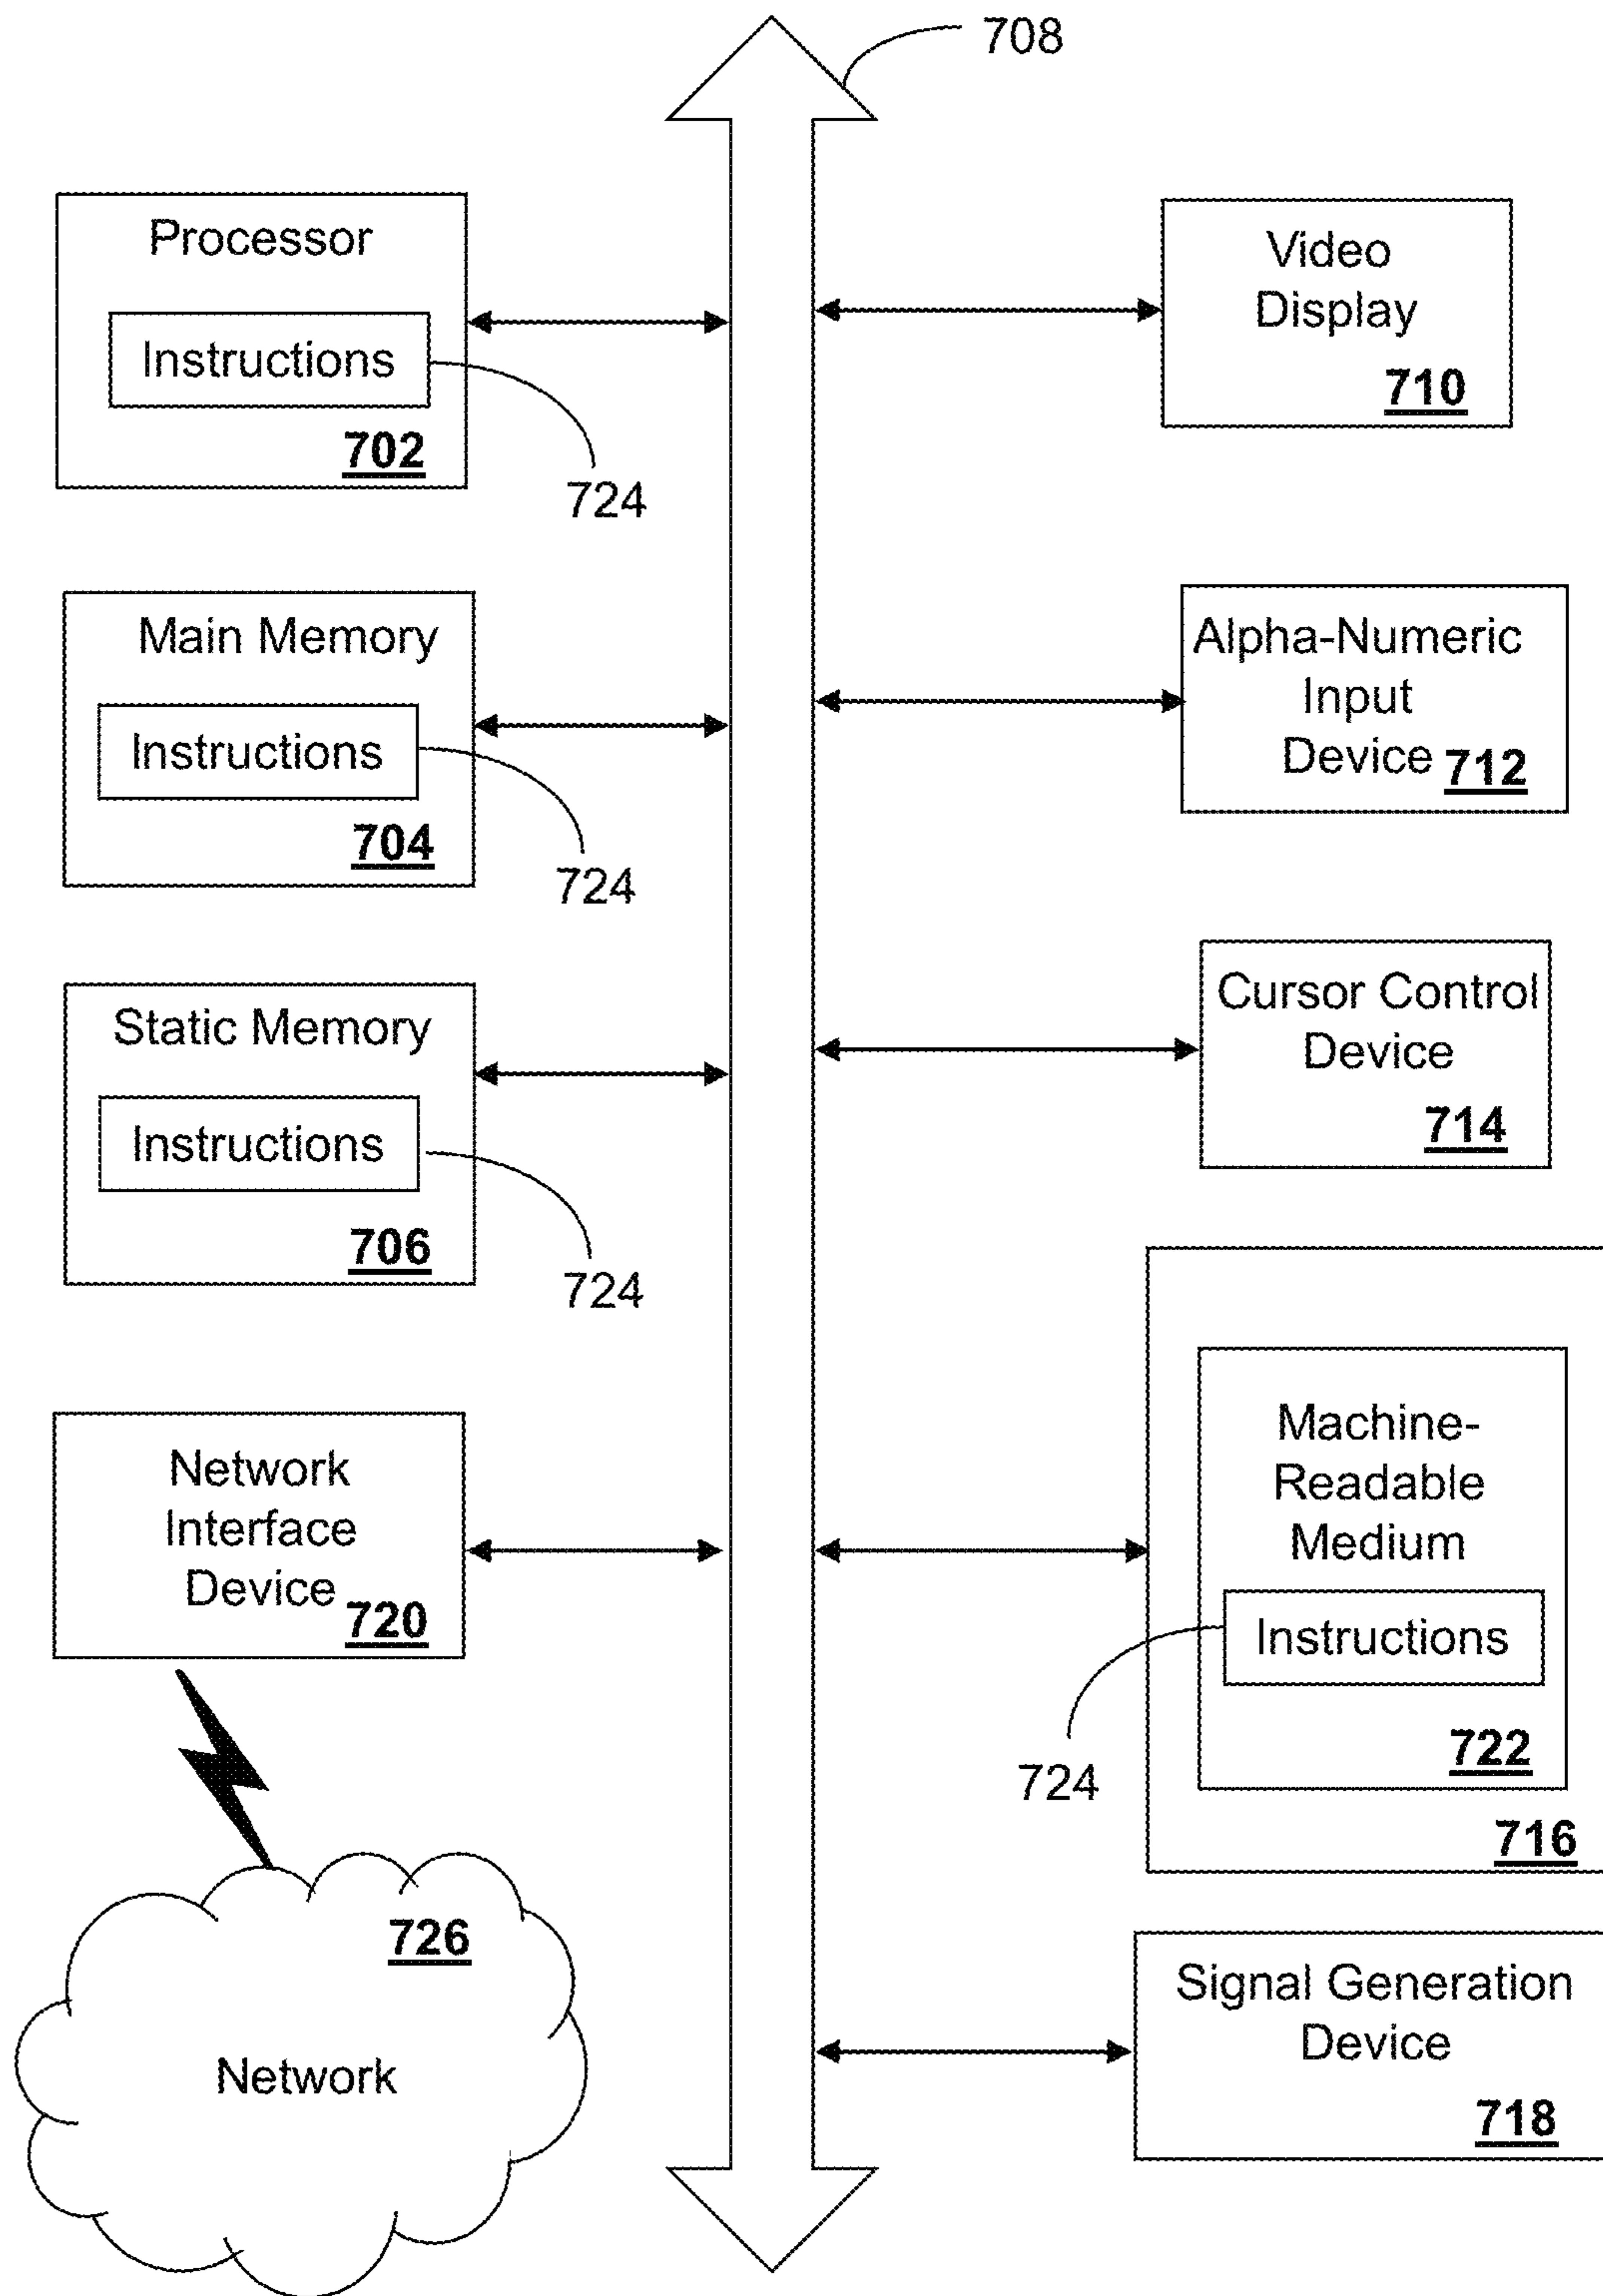 708
Processor
Instructions
702
724
Main Memory
Instructions
704
724
Static Memory
Instructions
706
724
Network
Interface
Device
720
726
Network
Video
Display
710
Alpha-Numeric
Input
Device
712
Cursor Control
Device
714
Machine-
Readable
Medium
Instructions
722
724
716
Signal Generation
Device
718